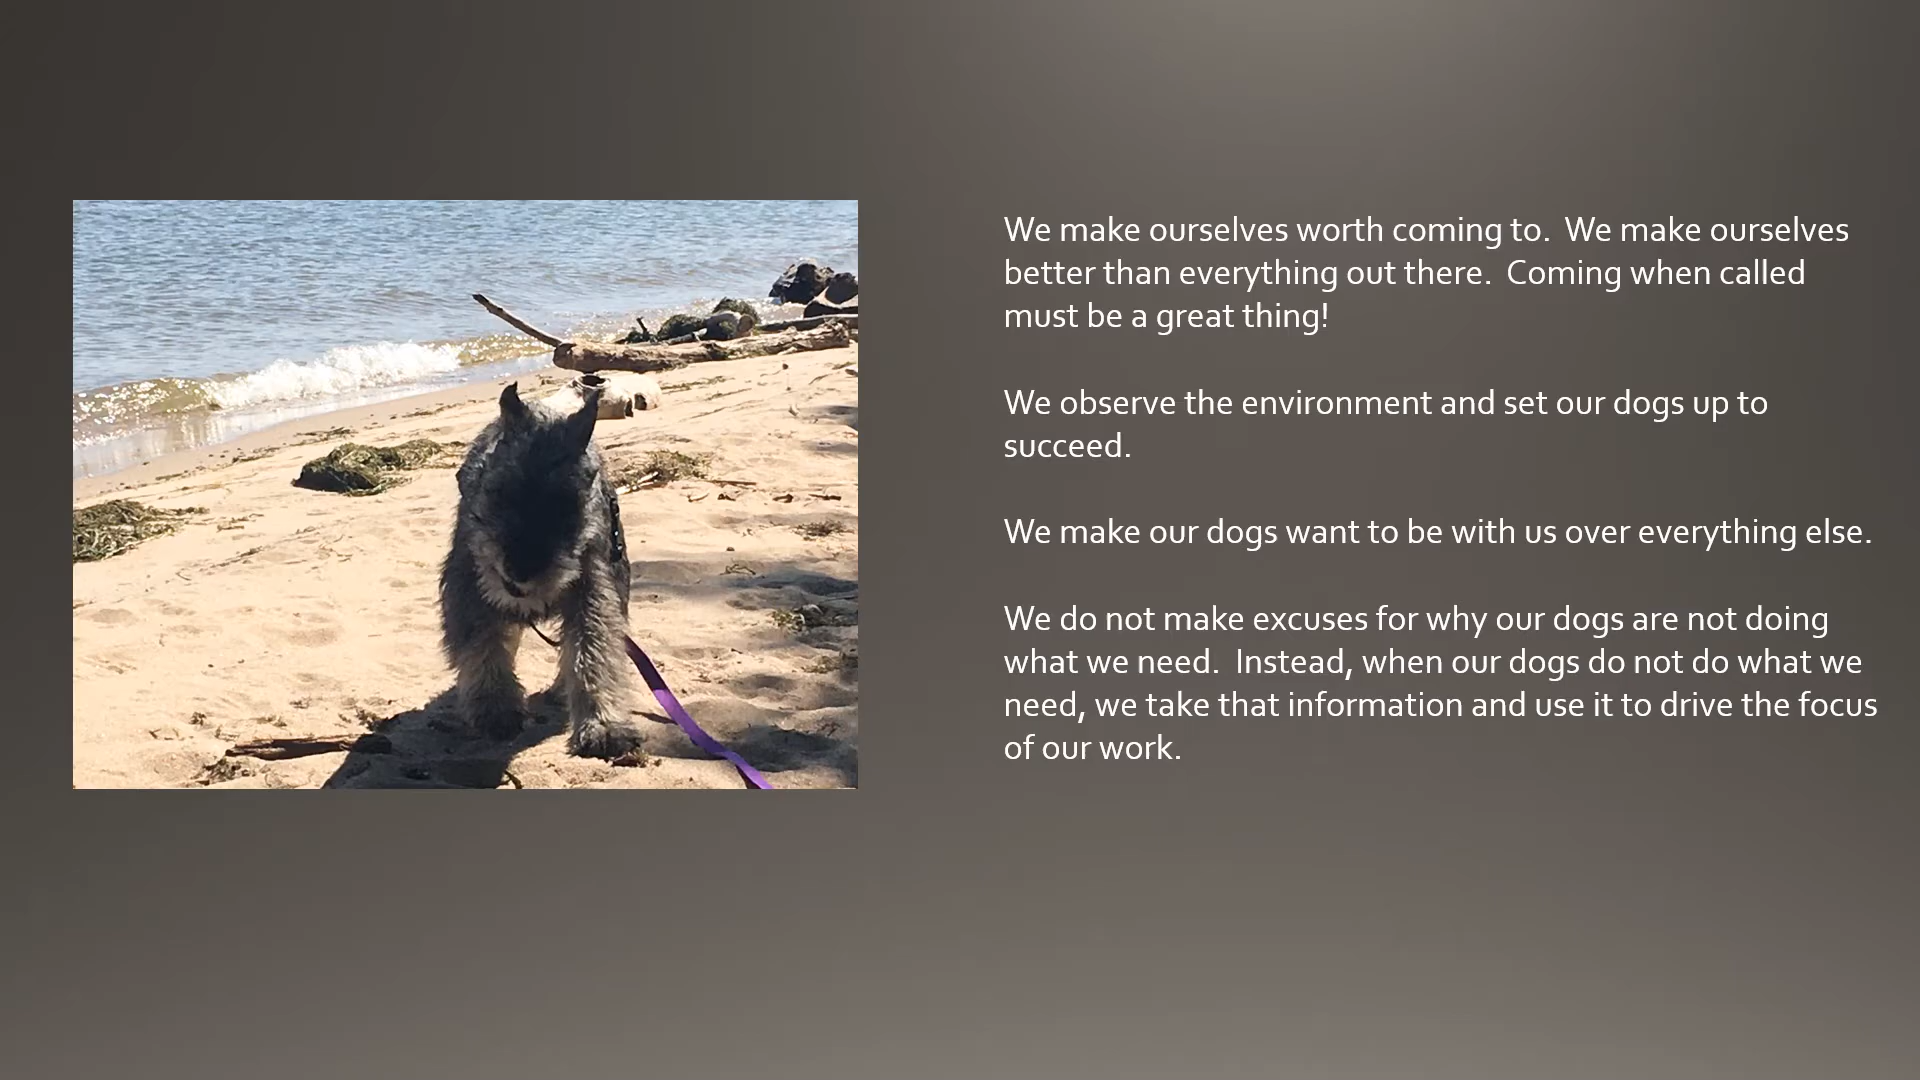 We make ourselves worth coming to.  We make ourselves
better than everything out there.  Coming when called
must be a great thing!
We observe the environment and set our dogs up to
succeed.
We make our dogs want to be with us over everything else.
We do not make excuses for why our dogs are not doing
what we need.  Instead, when our dogs do not do what we
need, we take that information and use it to drive the focus
of our work.